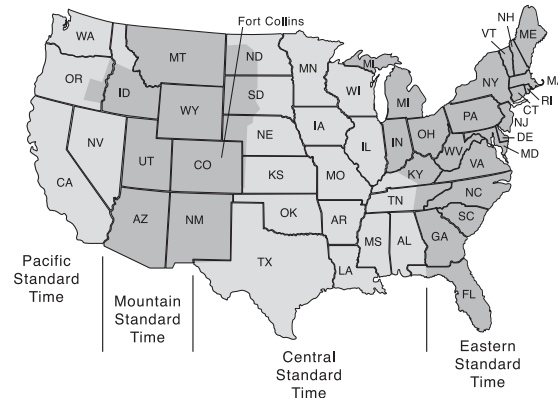 Fort Collins
NH
VT
ME
WA
MT
ND
MN
MI
OR
ID
SD
WI
NY
MA
WY
MI
RI
CT
NV
NE
IA
PA
NJ
DE
MD
UT
CO
IL
IN
OH
WV
VA
CA
KS
MO
KY
NC
AZ
NM
OK
AR
TN
SC
TX
MS
AL
GA
LA
FL
Pacific
Standard
Time
Mountain
Standard
Time
Central
Standard
Time
Eastern
Standard
Time